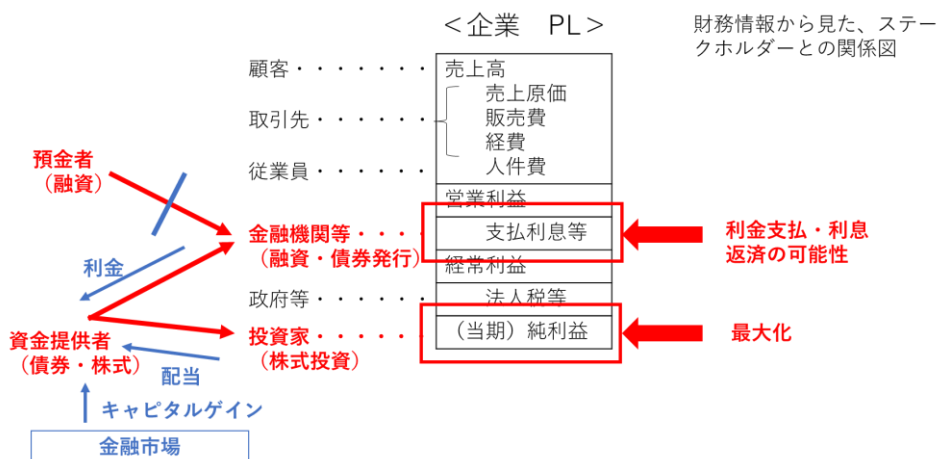 ＜企業　PL＞
財務情報から見た、ステー
クホルダーとの関係図
顧客・・・・・・・
売上高
売上原価
取引先・・・・・・
販売費
経費
従業員・・・・・・
人件費
預金者
（融資）
営業利益
金融機関等・・・・
（融資・債券発行）
支払利息等
利金支払・利息
返済の可能性
利金
経常利益
政府等・・・・・・
法人税等
資金提供者
（債券・株式）
投資家・・・・・・
（株式投資）
（当期）純利益
最大化
配当
キャピタルゲイン
金融市場